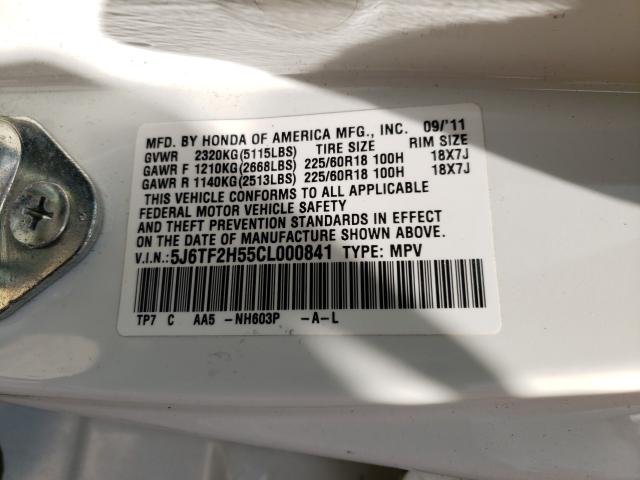 MFD. BY HONDA OF AMERICA MFG., INC. 09/'11
GVWR 2320KG(5115LBS) TIRE SIZE RIM SIZE
GAWR F 1210KG(2668LBS) 225/60R18 100H 18X7J
GAWR R 1140KG(2513LBS) 225/60R18 100H 18X7J
THIS VEHICLE CONFORMS TO ALL APPLICABLE
FEDERAL MOTOR VEHICLE SAFETY
AND THEFT PREVENTION STANDARDS IN EFFECT
ON THE DATE OF MANUFACTURE SHOWN ABOVE.
V.I.N.:5J6TF2H55CL000841 TYPE: MPV
TP7 C AA5 -NH603P -A-L